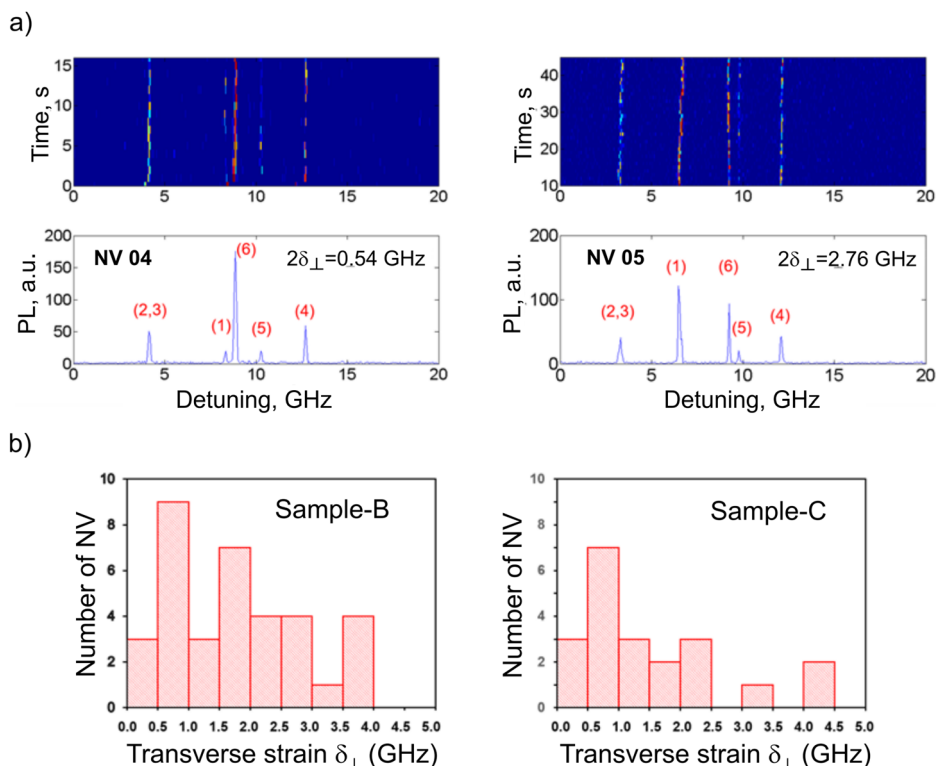 a)
Time, s
15
10
5
0
0 5 10 15 20
Time, s
40
30
20
10
0 5 10 15 20
PL, a.u.
200
150
100
50
0
NV 04
2δ⊥=0.54 GHz
(6)
(2,3)
(1)
(5)
(4)
0 5 10 15 20
Detuning, GHz
PL, a.u.
200
100
0
NV 05
2δ⊥=2.76 GHz
(1)
(6)
(2,3)
(5)
(4)
0 5 10 15 20
Detuning, GHz
b)
Number of NV
10
8
6
4
2
0
Sample-B
0.0 0.5 1.0 1.5 2.0 2.5 3.0 3.5 4.0 4.5 5.0
Transverse strain δ⊥ (GHz)
Number of NV
10
8
6
4
2
0
Sample-C
0.0 0.5 1.0 1.5 2.0 2.5 3.0 3.5 4.0 4.5 5.0
Transverse strain δ⊥ (GHz)